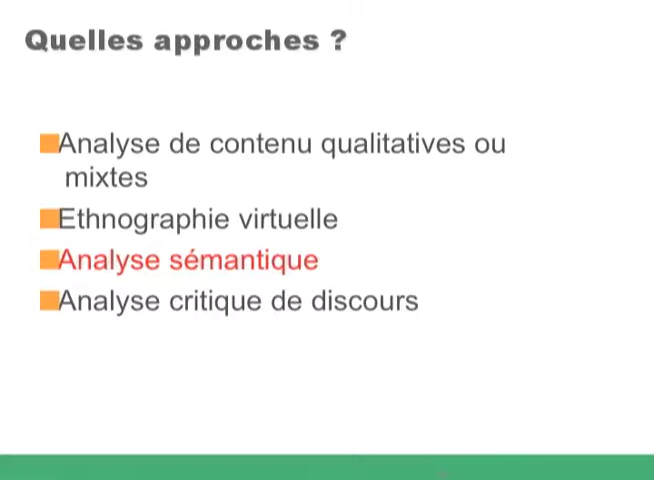 Quelles approches ?
Analyse de contenu qualitatives ou
mixtes
Ethnographie virtuelle
Analyse sémantique
Analyse critique de discours